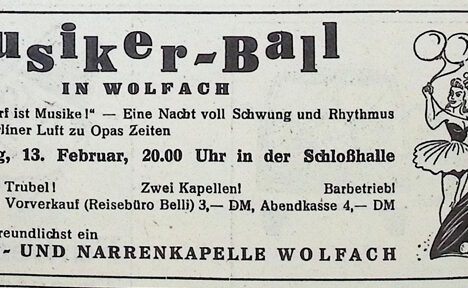 usiker-Ball
IN WOLFACH
rf ist Musike!" — Eine Nacht voll Schwung und Rhythmus
rliner Luft zu Opas Zeiten
g, 13. Februar, 20.00 Uhr in der Schloßhalle
Trubel! Zwei Kapellen! Barbetrieb!
Vorverkauf (Reisebüro Belli) 3,— DM, Abendkasse 4,— DM
freundlichst ein
- UND NARRENKAPELLE WOLFACH